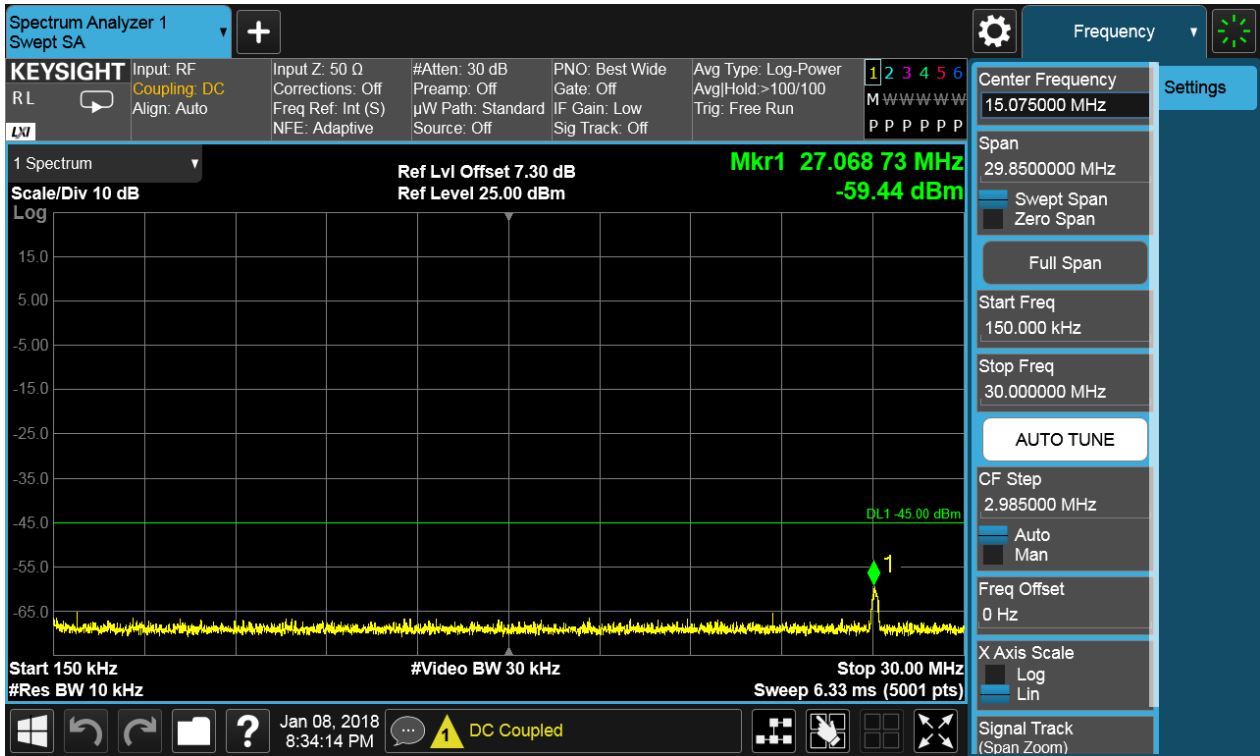 Spectrum Analyzer 1
Swept SA
+
Frequency
KEYSIGHT
RL
LXI
Input: RF
Coupling: DC
Align: Auto
Input Z: 50 Ω
Corrections: Off
Freq Ref: Int (S)
NFE: Adaptive
#Atten: 30 dB
Preamp: Off
µW Path: Standard
Source: Off
PNO: Best Wide
Gate: Off
IF Gain: Low
Sig Track: Off
Avg Type: Log-Power
Avg|Hold:>100/100
Trig: Free Run
1 2 3 4 5 6
M W W W W W
P P P P P P
1 Spectrum
Scale/Div 10 dB
Ref Lvl Offset 7.30 dB
Ref Level 25.00 dBm
Mkr1 27.068 73 MHz
-59.44 dBm
Log
15.0
5.00
-5.00
-15.0
-25.0
-35.0
-45.0
-55.0
-65.0
DL1 -45.00 dBm
1
Start 150 kHz
#Video BW 30 kHz
Stop 30.00 MHz
#Res BW 10 kHz
Sweep 6.33 ms (5001 pts)
Center Frequency
15.075000 MHz
Span
29.8500000 MHz
Swept Span
Zero Span
Full Span
Start Freq
150.000 kHz
Stop Freq
30.000000 MHz
AUTO TUNE
CF Step
2.985000 MHz
Auto
Man
Freq Offset
0 Hz
X Axis Scale
Log
Lin
Signal Track
(Span Zoom)
Settings
?
Jan 08, 2018
8:34:14 PM
1
DC Coupled